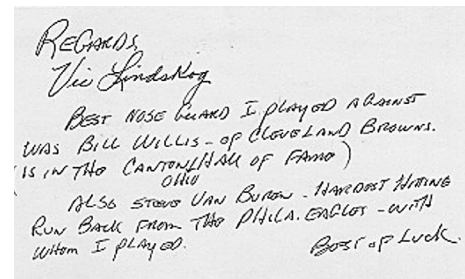 REGARDS,
Vic Lindskog
BEST NOSE GUARD I PLAYED AGAINST
WAS BILL WILLIS - OF CLEVELAND BROWNS.
(IS IN THE CANTON OHIO HALL OF FAME)
ALSO STEVE VAN BUREN - HARDEST HITTING
RUN BACK FROM THE PHILA. EAGLES - WITH
WHOM I PLAYED.
BEST OF LUCK.